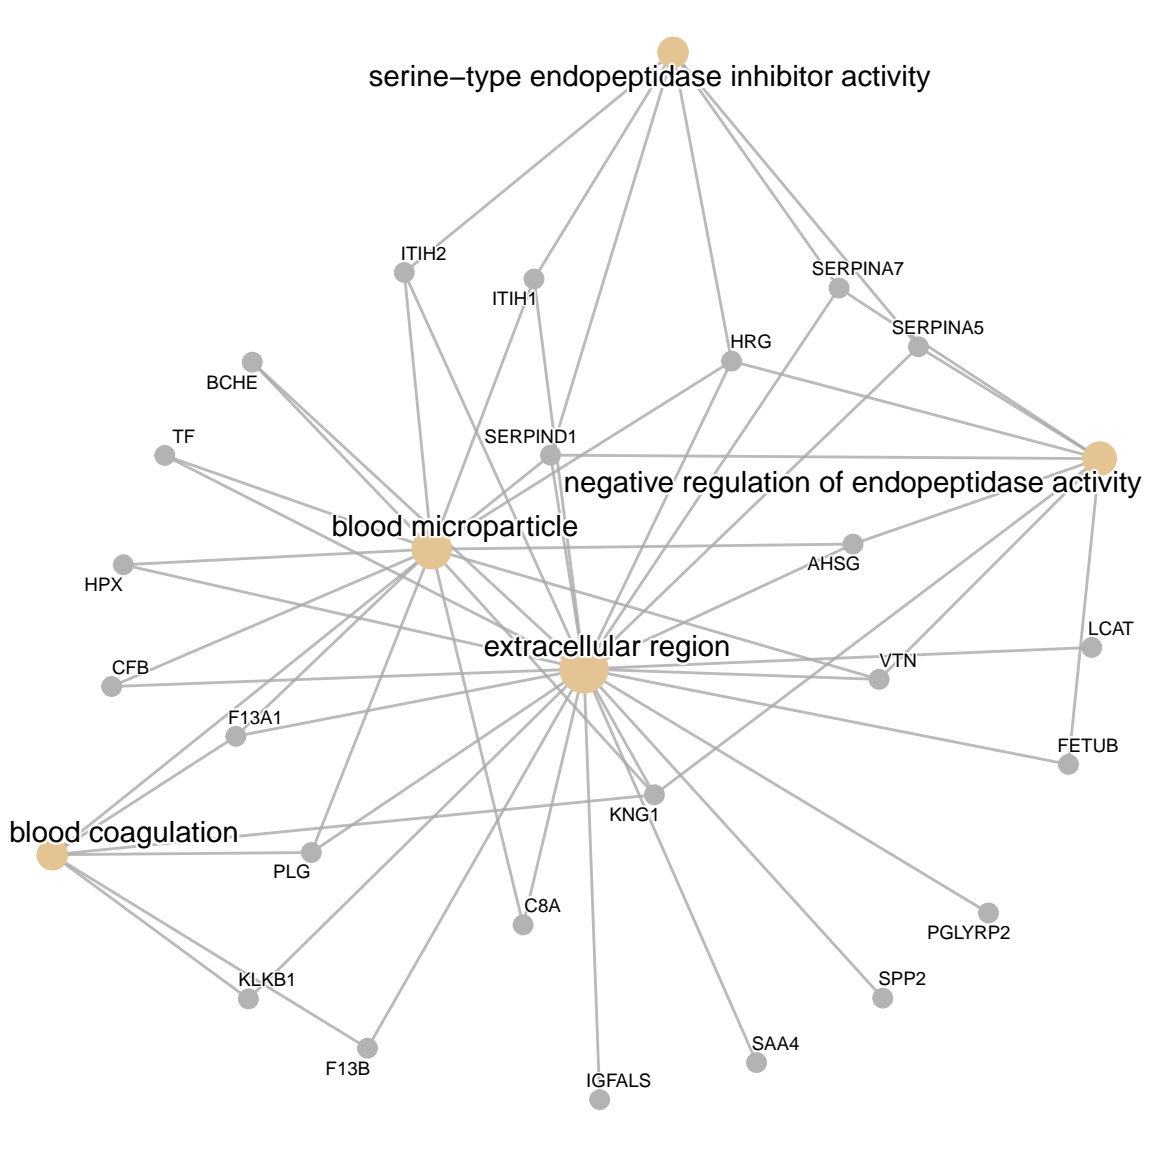 serine−type endopeptidase inhibitor activity
ITIH2
SERPINA7
ITIH1
SERPINA5
HRG
BCHE
TF
SERPIND1
negative regulation of endopeptidase activity
blood microparticle
AHSG
HPX
LCAT
extracellular region
VTN
CFB
F13A1
FETUB
KNG1
blood coagulation
PLG
C8A
PGLYRP2
KLKB1
SPP2
SAA4
F13B
IGFALS